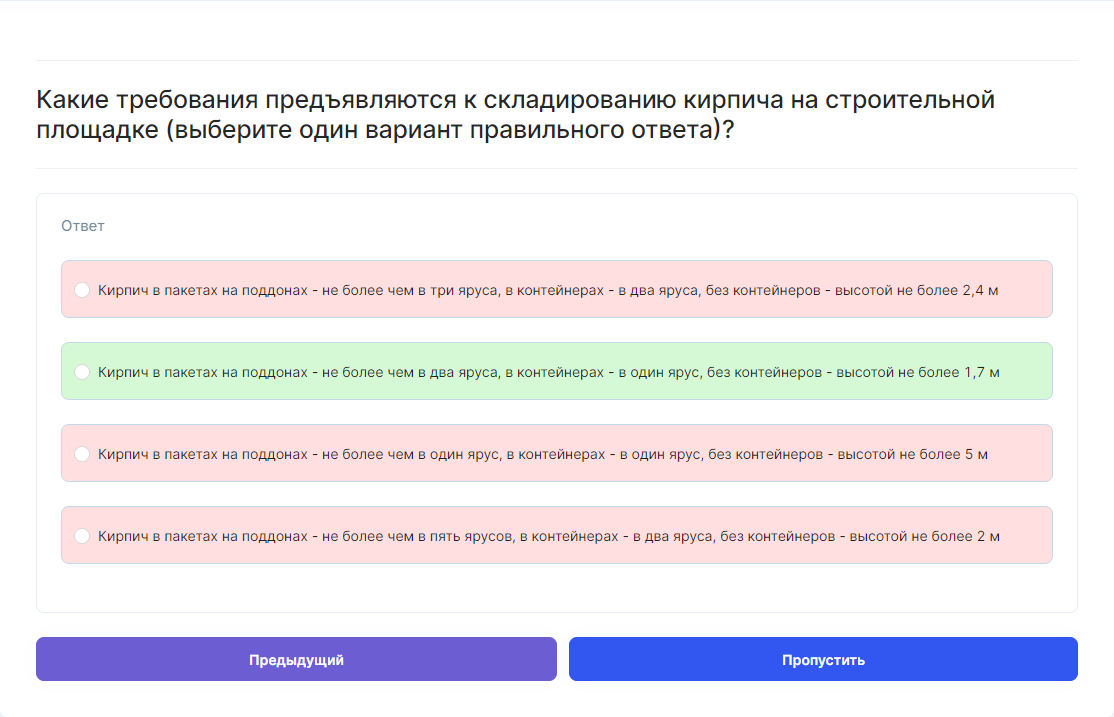 Какие требования предъявляются к складированию кирпича на строительной
площадке (выберите один вариант правильного ответа)?
Ответ
Кирпич в пакетах на поддонах - не более чем в три яруса, в контейнерах - в два яруса, без контейнеров - высотой не более 2,4 м
Кирпич в пакетах на поддонах - не более чем в два яруса, в контейнерах - в один ярус, без контейнеров - высотой не более 1,7 м
Кирпич в пакетах на поддонах - не более чем в один ярус, в контейнерах - в один ярус, без контейнеров - высотой не более 5 м
Кирпич в пакетах на поддонах - не более чем в пять ярусов, в контейнерах - в два яруса, без контейнеров - высотой не более 2 м
Предыдущий
Пропустить